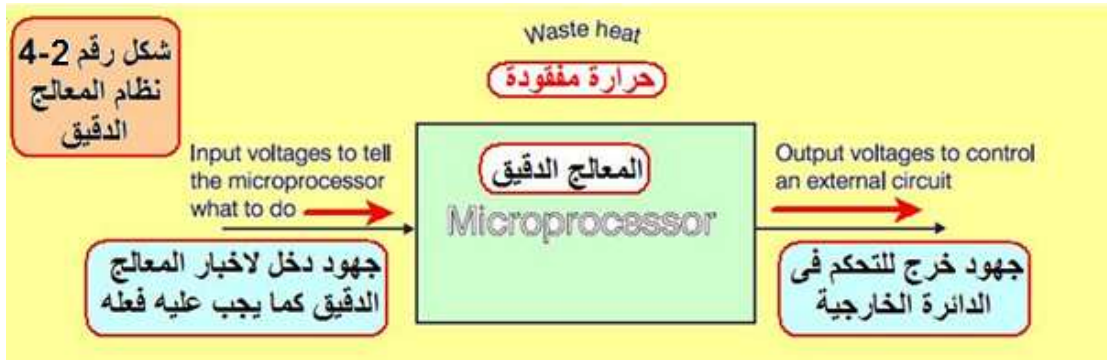 شكل رقم 2-4
نظام المعالج
الدقيق
Waste heat
حرارة مفقودة
Input voltages to tell
the microprocessor
what to do
جهود دخل لاخبار المعالج
الدقيق كما يجب عليه فعله
المعالج الدقيق
Microprocessor
Output voltages to control
an external circuit
جهود خرج للتحكم فى
الدائرة الخارجية